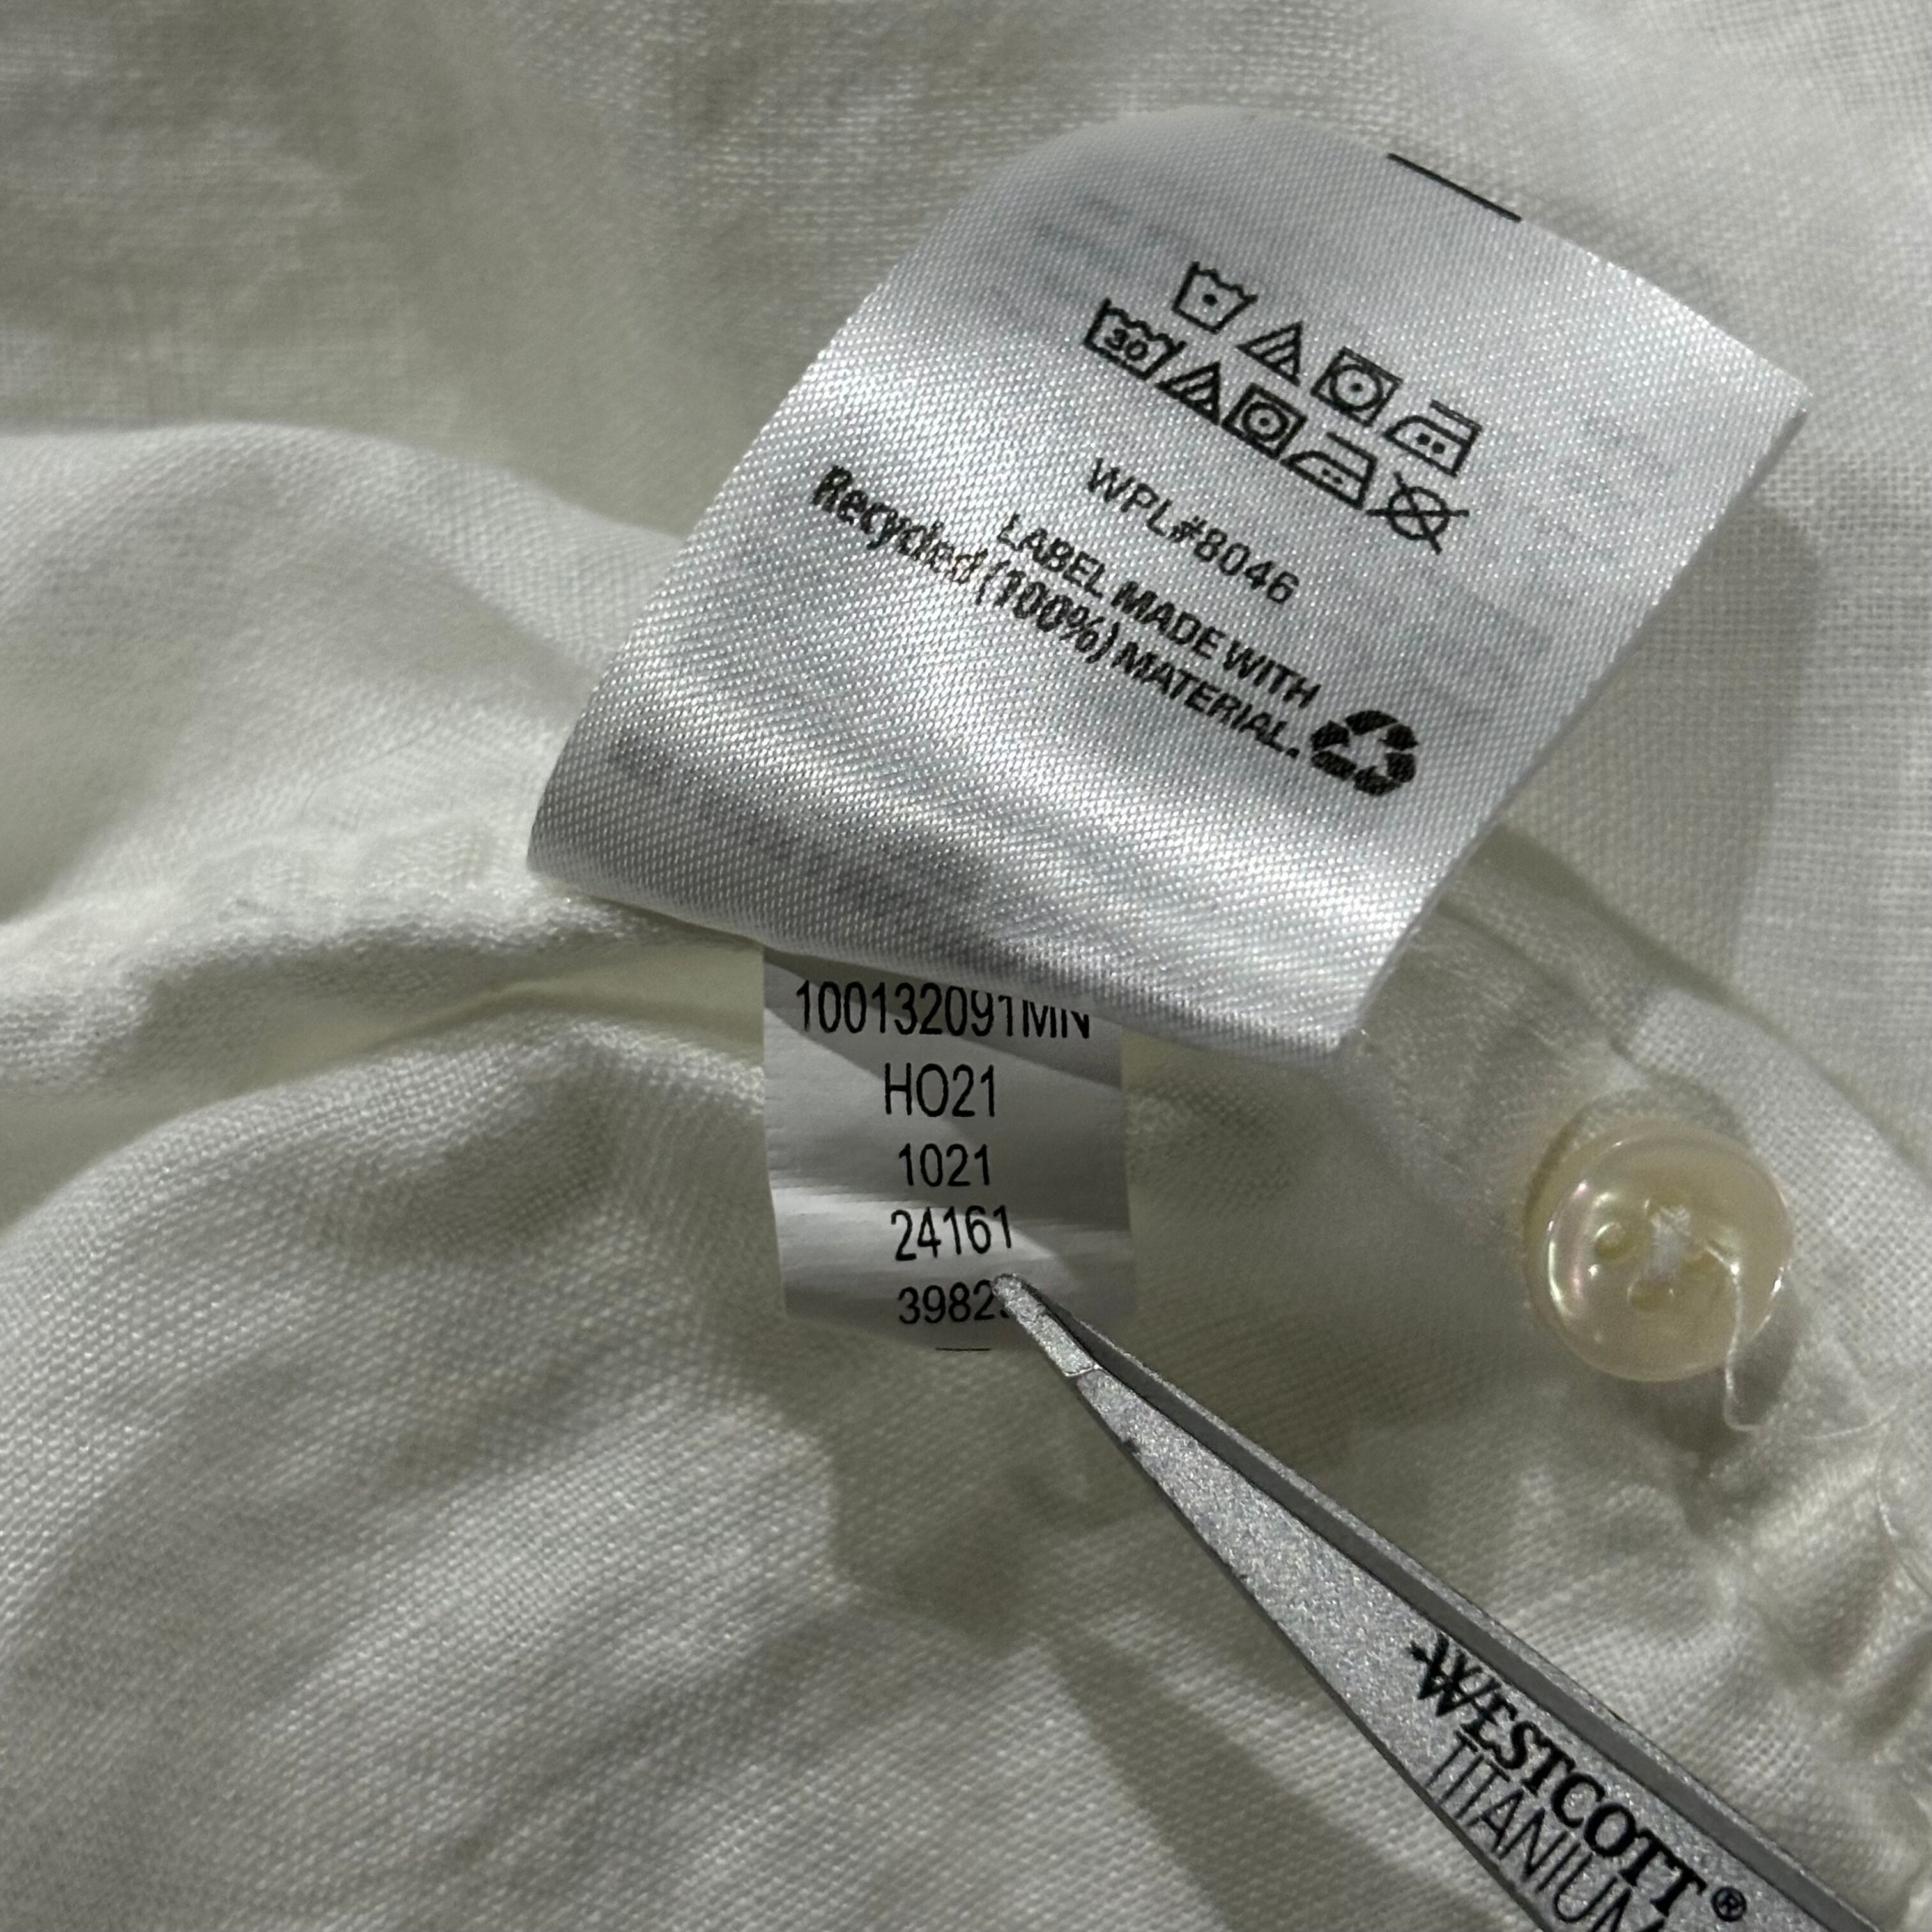 30
WPL#8046
LABEL MADE WITH
Recycled (100%) MATERIAL.
100132091MN
HO21
1021
24161
WESTCOTT®
TITANIUM